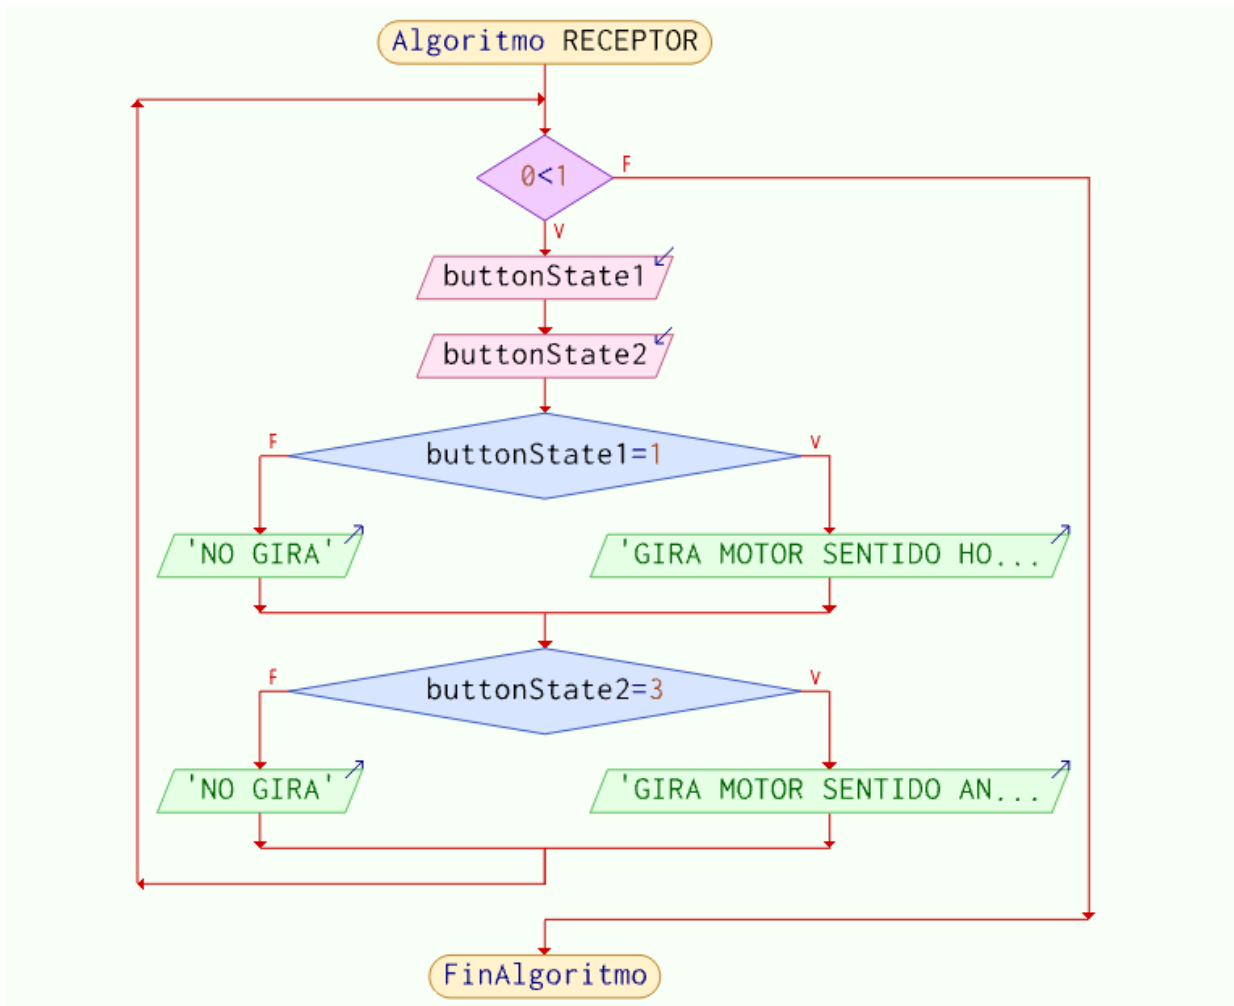 Algoritmo RECEPTOR
0<1
F
V
buttonState1
buttonState2
F
buttonState1=1
V
'NO GIRA'
'GIRA MOTOR SENTIDO HO...
F
buttonState2=3
V
'NO GIRA'
'GIRA MOTOR SENTIDO AN...
FinAlgoritmo